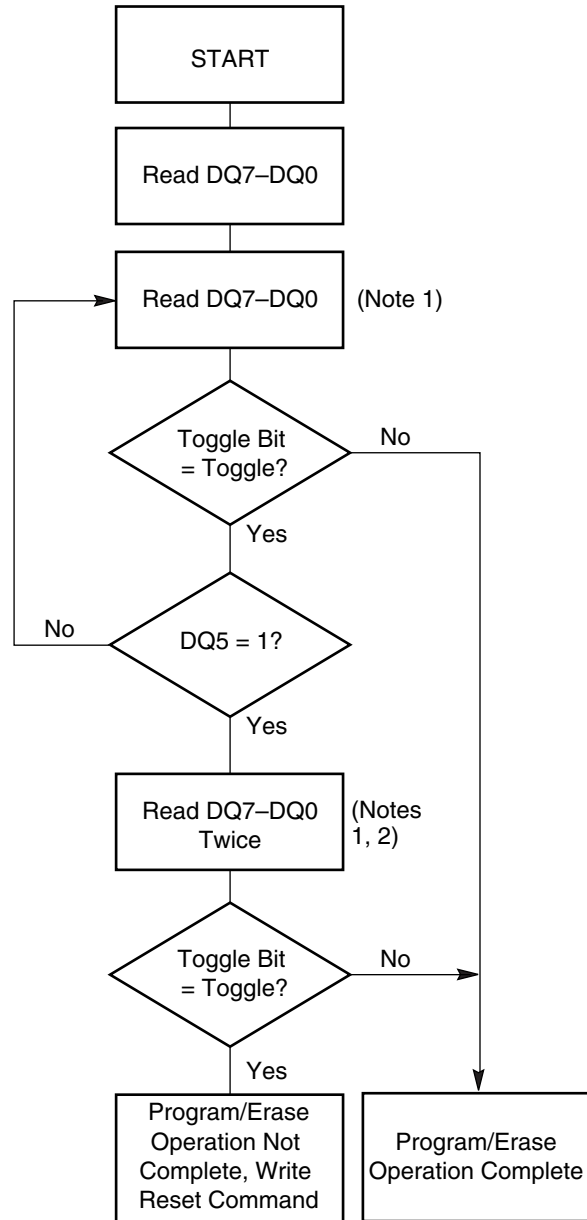 START
Read DQ7–DQ0
Read DQ7–DQ0
(Note 1)
Toggle Bit
= Toggle?
No
Yes
No
DQ5 = 1?
Yes
Read DQ7–DQ0
Twice
(Notes
1, 2)
Toggle Bit
= Toggle?
No
Yes
Program/Erase
Operation Not
Complete, Write
Reset Command
Program/Erase
Operation Complete